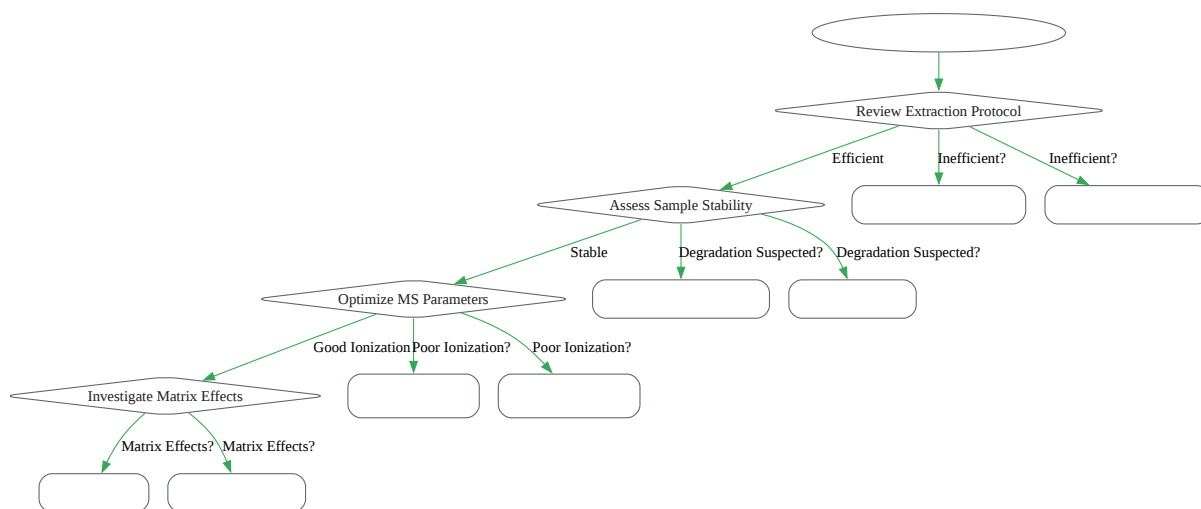 Review Extraction Protocol
Efficient
Inefficient?
Inefficient?
Assess Sample Stability
Stable
Degradation Suspected?
Degradation Suspected?
Optimize MS Parameters
Good Ionization
Poor Ionization?
Poor Ionization?
Investigate Matrix Effects
Matrix Effects?
Matrix Effects?